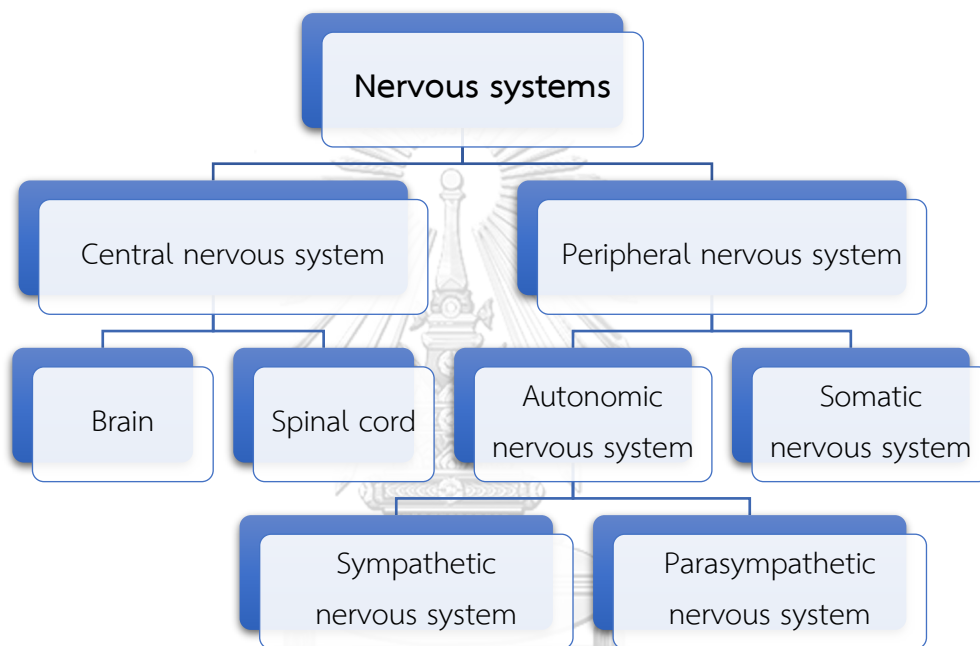 Nervous systems
Central nervous system
Peripheral nervous system
Brain
Spinal cord
Autonomic
nervous system
Somatic
nervous system
Sympathetic
nervous system
Parasympathetic
nervous system